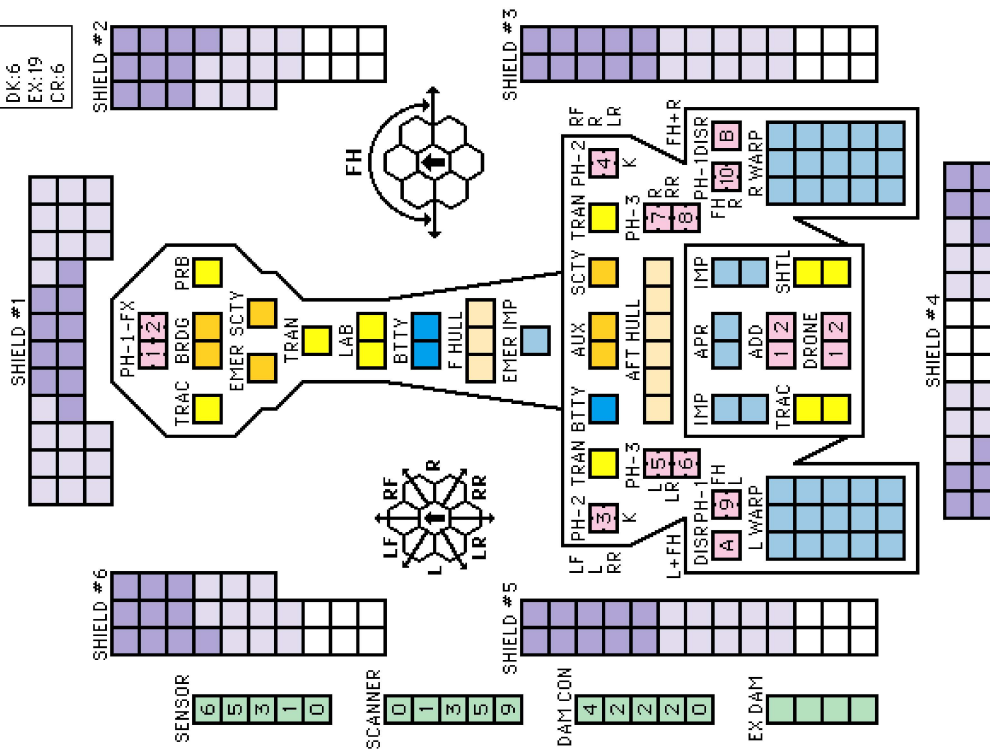 DK:6
EX:19
CR:6
SHIELD #1
SHIELD #2
SHIELD #3
SHIELD #6
SHIELD #5
SHIELD #4
SENSOR
6 5 3 1 0
SCANNER
0 1 3 5 9
DAM CON
4 2 2 2 0
EX DAM
FH
LF RF
L R
LR RR
PH-1-FX
1 2
TRAC BRDG PRB
EMER SCTY
TRAN
LAB
BTTY
F HULL
EMER IMP
PH-2 TRAN BTTY AUX SCTY TRAN PH-2
3 4
K K
LF
L
RR
RF
R
LR
AFT HULL
PH-3
L 5
LR 6
PH-3
7 R
8 RR
L+FH
DISR PH-1
A 9
FH
L
L WARP
FH+R
PH-1 DISR
10 B
FH
R
R WARP
IMP APR IMP
TRAC ADD SHTL
1 2
DRONE
1 2